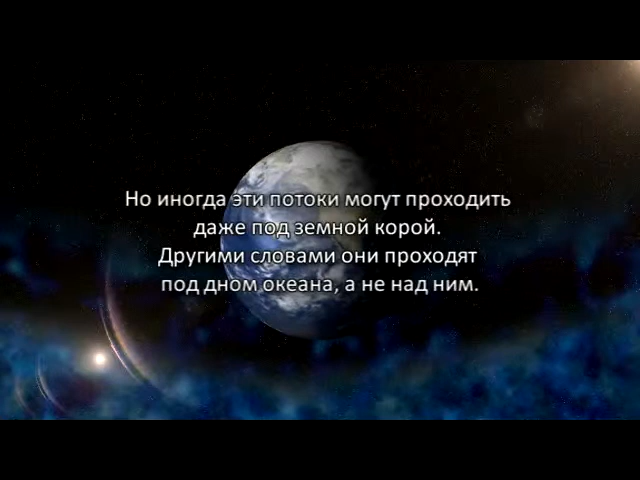 Но иногда эти потоки могут проходить
даже под земной корой.
Другими словами они проходят
под дном океана, а не над ним.